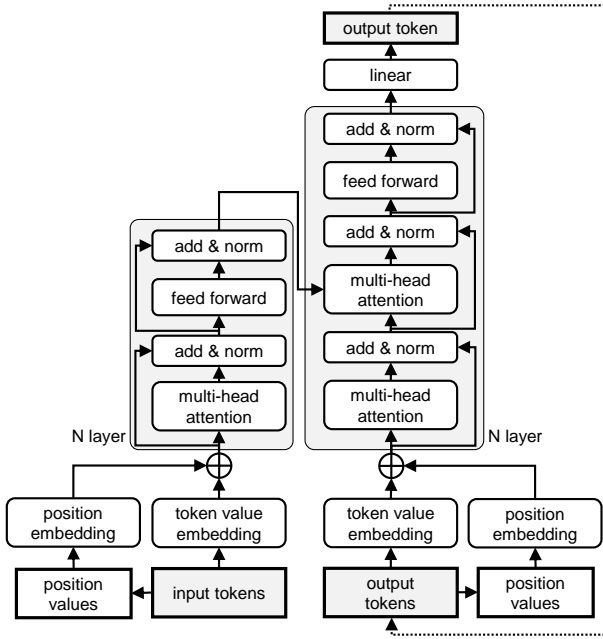 output token
linear
add & norm
feed forward
add & norm
multi-head
attention
add & norm
multi-head
attention
N layer
add & norm
feed forward
add & norm
multi-head
attention
N layer
position
embedding
token value
embedding
token value
embedding
position
embedding
position
values
input tokens
output
tokens
position
values